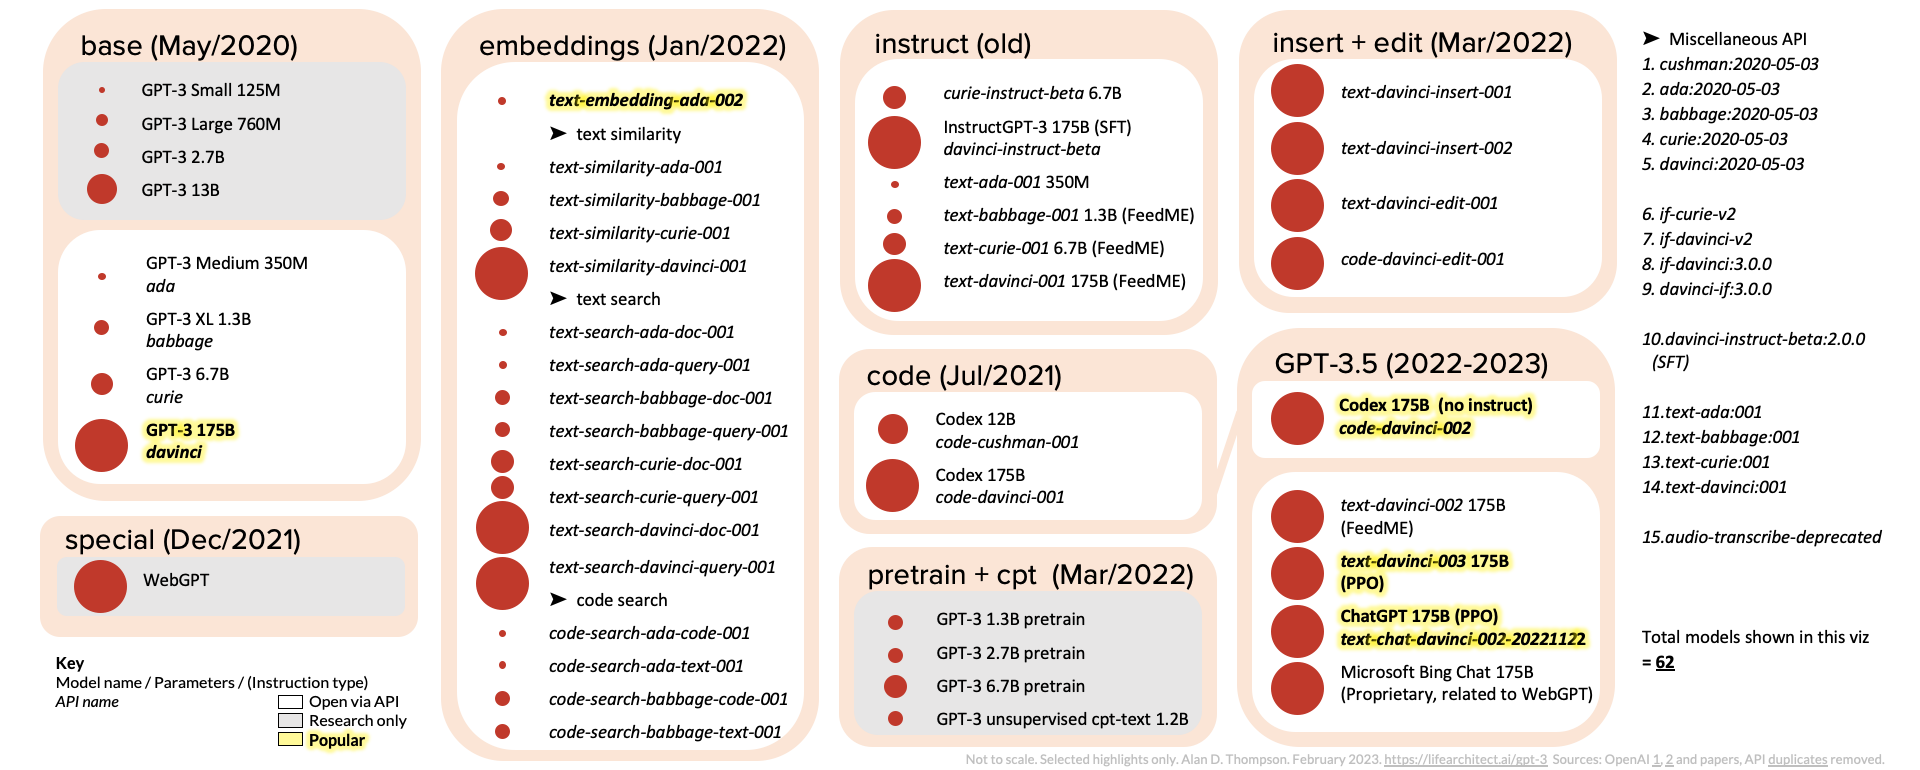 base (May/2020)
GPT-3 Small 125M
GPT-3 Large 760M
GPT-3 2.7B
GPT-3 13B
GPT-3 Medium 350M
ada
GPT-3 XL 1.3B
babbage
GPT-3 6.7B
curie
GPT-3 175B
davinci
special (Dec/2021)
WebGPT
Key
Model name / Parameters / (Instruction type)
API name
Open via API
Research only
Popular
embeddings (Jan/2022)
text-embedding-ada-002
➤ text similarity
text-similarity-ada-001
text-similarity-babbage-001
text-similarity-curie-001
text-similarity-davinci-001
➤ text search
text-search-ada-doc-001
text-search-ada-query-001
text-search-babbage-doc-001
text-search-babbage-query-001
text-search-curie-doc-001
text-search-curie-query-001
text-search-davinci-doc-001
text-search-davinci-query-001
➤ code search
code-search-ada-code-001
code-search-ada-text-001
code-search-babbage-code-001
code-search-babbage-text-001
instruct (old)
curie-instruct-beta 6.7B
InstructGPT-3 175B (SFT)
davinci-instruct-beta
text-ada-001 350M
text-babbage-001 1.3B (FeedME)
text-curie-001 6.7B (FeedME)
text-davinci-001 175B (FeedME)
code (Jul/2021)
Codex 12B
code-cushman-001
Codex 175B
code-davinci-001
pretrain + cpt (Mar/2022)
GPT-3 1.3B pretrain
GPT-3 2.7B pretrain
GPT-3 6.7B pretrain
GPT-3 unsupervised cpt-text 1.2B
insert + edit (Mar/2022)
text-davinci-insert-001
text-davinci-insert-002
text-davinci-edit-001
code-davinci-edit-001
GPT-3.5 (2022-2023)
Codex 175B (no instruct)
code-davinci-002
text-davinci-002 175B
(FeedME)
text-davinci-003 175B
(PPO)
ChatGPT 175B (PPO)
text-chat-davinci-002-20221122
Microsoft Bing Chat 175B
(Proprietary, related to WebGPT)
➤ Miscellaneous API
1. cushman:2020-05-03
2. ada:2020-05-03
3. babbage:2020-05-03
4. curie:2020-05-03
5. davinci:2020-05-03
6. if-curie-v2
7. if-davinci-v2
8. if-davinci:3.0.0
9. davinci-if:3.0.0
10.davinci-instruct-beta:2.0.0
(SFT)
11.text-ada:001
12.text-babbage:001
13.text-curie:001
14.text-davinci:001
15.audio-transcribe-deprecated
Total models shown in this viz
= 62
Not to scale. Selected highlights only. Alan D. Thompson. February 2023. https://lifearchitect.ai/gpt-3 Sources: OpenAI 1, 2 and papers, API duplicates removed.